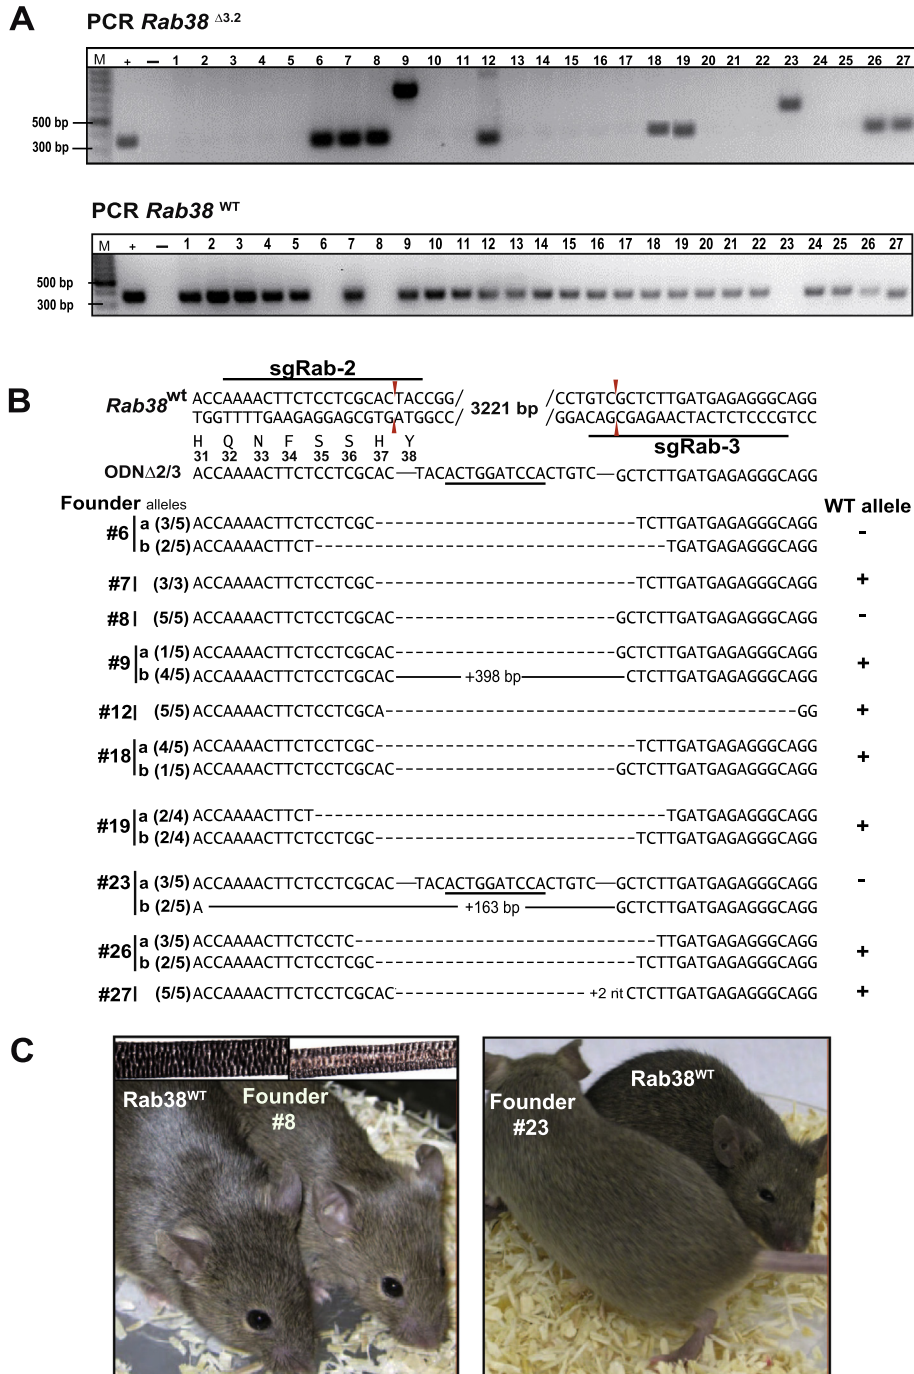 A
PCR Rab38 Δ3.2
M + – 1 2 3 4 5 6 7 8 9 10 11 12 13 14 15 16 17 18 19 20 21 22 23 24 25 26 27
500 bp
300 bp
PCR Rab38 WT
M + – 1 2 3 4 5 6 7 8 9 10 11 12 13 14 15 16 17 18 19 20 21 22 23 24 25 26 27
500 bp
300 bp
B
sgRab-2
Rab38wt
ACCAAAACTTCTCCTCGCACTACCGG/ 3221 bp /CCTGTCGCTCTTGATGAGAGGGCAGG
TGGTTTTGAAGAGGAGCGTGATGGCC/ /GGACAGCGAGAACTACTCTCCCGTCC
sgRab-3
H Q N F S S H Y
31 32 33 34 35 36 37 38
ODNΔ2/3 ACCAAAACTTCTCCTCGCAC—TACACTGGATCCACTGTC—GCTCTTGATGAGAGGGCAGG
Founder alleles WT allele
#6 a (3/5) ACCAAAACTTCTCCTCGC--------------------------TCTTGATGAGAGGGCAGG -
b (2/5) ACCAAAACTTCT-----------------------------------TGATGAGAGGGCAGG
#7 (3/3) ACCAAAACTTCTCCTCGC--------------------------TCTTGATGAGAGGGCAGG +
#8 (5/5) ACCAAAACTTCTCCTCGCAC----------------------GCTCTTGATGAGAGGGCAGG -
#9 a (1/5) ACCAAAACTTCTCCTCGCAC----------------------GCTCTTGATGAGAGGGCAGG +
b (4/5) ACCAAAACTTCTCCTCGCAC——— +398 bp ———CTCTTGATGAGAGGGCAGG
#12 (5/5) ACCAAAACTTCTCCTCGCA-----------------------------------------GG +
#18 a (4/5) ACCAAAACTTCTCCTCGC--------------------------TCTTGATGAGAGGGCAGG +
b (1/5) ACCAAAACTTCTCCTCGCAC----------------------GCTCTTGATGAGAGGGCAGG
#19 a (2/4) ACCAAAACTTCT-----------------------------------TGATGAGAGGGCAGG +
b (2/4) ACCAAAACTTCTCCTCGC--------------------------TCTTGATGAGAGGGCAGG
#23 a (3/5) ACCAAAACTTCTCCTCGCAC—TACACTGGATCCACTGTC—GCTCTTGATGAGAGGGCAGG -
b (2/5) A ——— +163 bp ———GCTCTTGATGAGAGGGCAGG
#26 a (3/5) ACCAAAACTTCTCCTC------------------------------TTGATGAGAGGGCAGG +
b (2/5) ACCAAAACTTCTCCTCGC--------------------------TCTTGATGAGAGGGCAGG
#27 (5/5) ACCAAAACTTCTCCTCGCAC------------------- +2 nt CTCTTGATGAGAGGGCAGG +
C
Rab38WT
Founder
#8
Founder
#23
Rab38WT